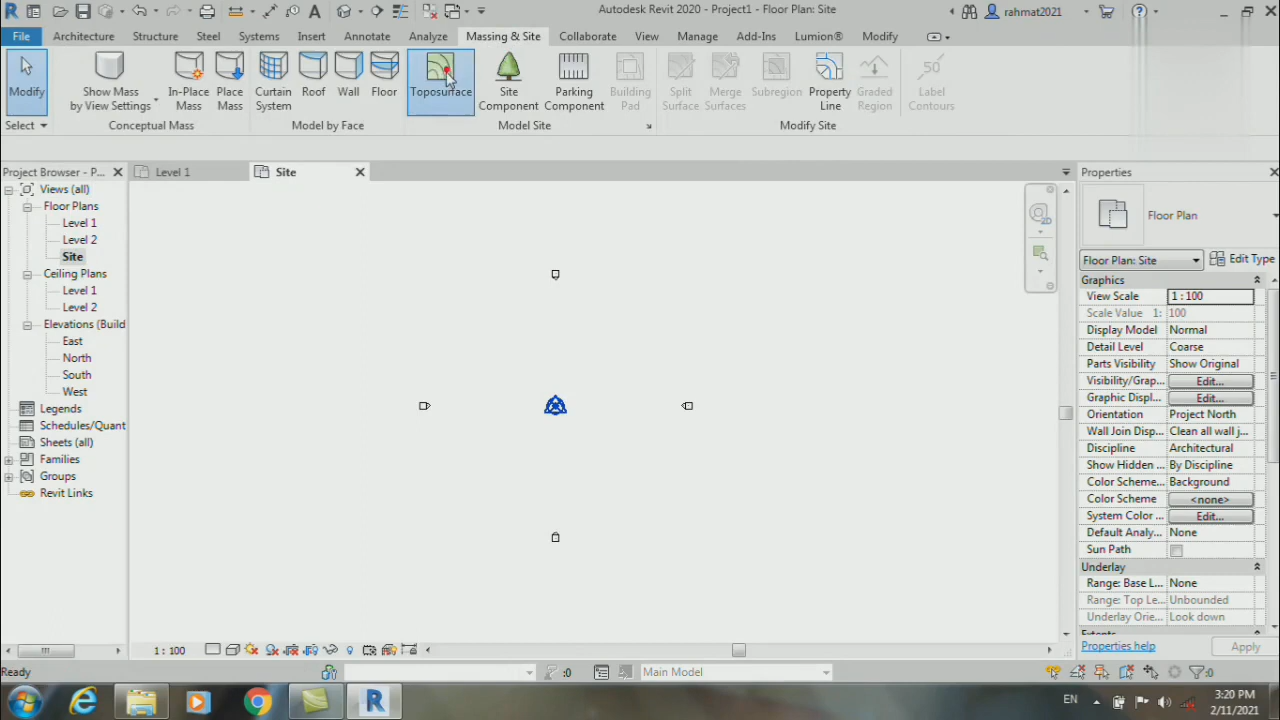 Autodesk Revit 2020 - Project1 - Floor Plan: Site
rahmat2021
File Architecture Structure Steel Systems Insert Annotate Analyze Massing & Site Collaborate View Manage Add-Ins Lumion® Modify
Modify
Show Mass
by View Settings
In-Place
Mass
Place
Mass
Curtain
System
Roof
Wall
Floor
Toposurface
Site
Component
Parking
Component
Building
Pad
Split
Surface
Merge
Surfaces
Subregion
Property
Line
Graded
Region
50
Label
Contours
Select
Conceptual Mass
Model by Face
Model Site
Modify Site
Project Browser - P...
Level 1
Site
Properties
Views (all)
Floor Plans
Level 1
Level 2
Site
Ceiling Plans
Level 1
Level 2
Elevations (Build
East
North
South
West
Legends
Schedules/Quant
Sheets (all)
Families
Groups
Revit Links
2D
Floor Plan
Floor Plan: Site
Edit Type
Graphics
View Scale 1 : 100
Scale Value 1: 100
Display Model Normal
Detail Level Coarse
Parts Visibility Show Original
Visibility/Grap... Edit...
Graphic Displ... Edit...
Orientation Project North
Wall Join Disp... Clean all wall j...
Discipline Architectural
Show Hidden ... By Discipline
Color Scheme... Background
Color Scheme <none>
System Color ... Edit...
Default Analy... None
Sun Path
Underlay
Range: Base L... None
Range: Top Le... Unbounded
Underlay Orie... Look down
Extents
Properties help
Apply
1 : 100
Ready
:0
Main Model
:0
EN
3:20 PM
2/11/2021